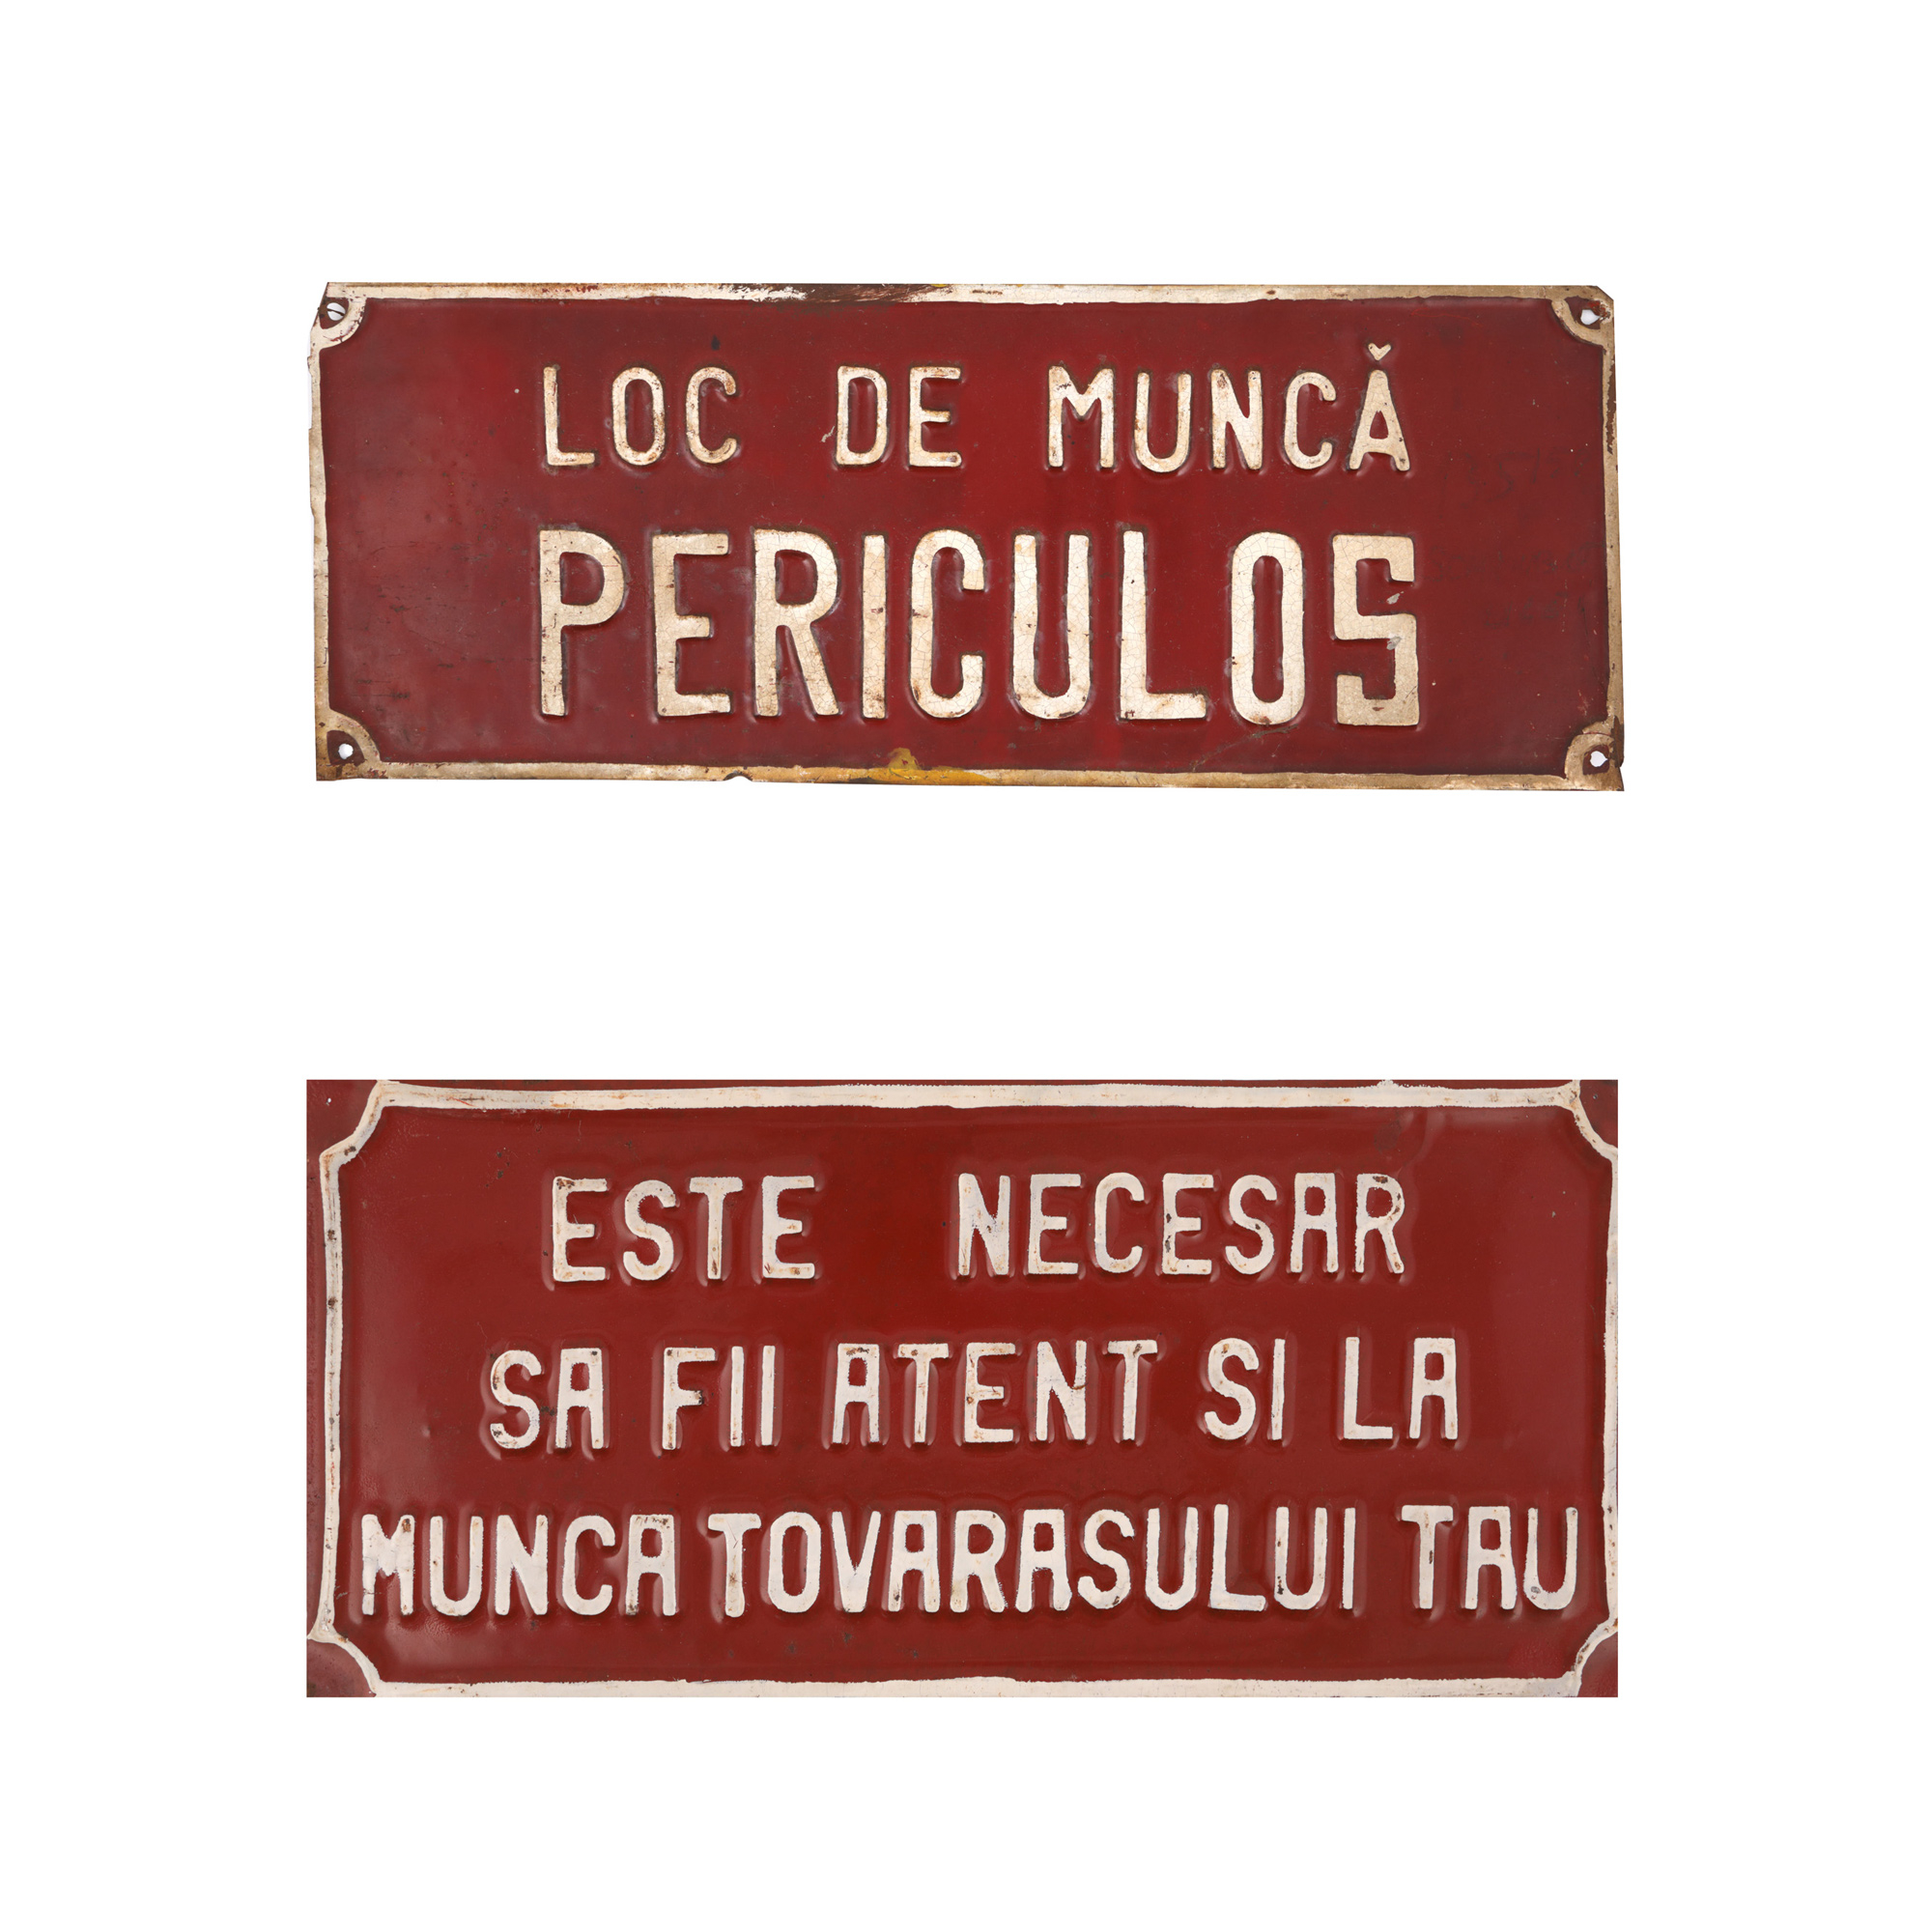 LOC DE MUNCĂ
PERICULOS
ESTE NECESAR
SA FII ATENT SI LA
MUNCA TOVARASULUI TAU